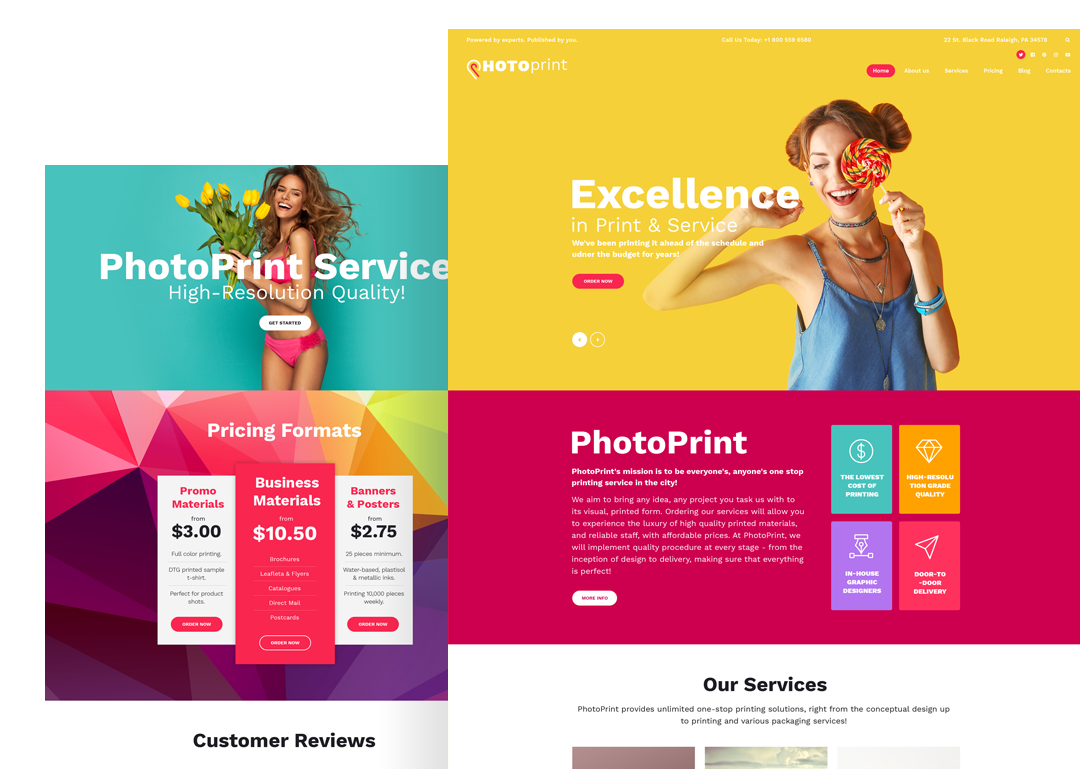 Powered by experts. Published by you.
Call Us Today: +1 800 559 6580
22 St. Black Road Raleigh, PA 34578
PHOTOprint
Home
About us
Services
Pricing
Blog
Contacts
Excellence
in Print & Service
We've been printing it ahead of the schedule and
udner the budget for years!
ORDER NOW
PhotoPrint Service
High-Resolution Quality!
GET STARTED
Pricing Formats
Promo
Materials
from
$3.00
Full color printing.
DTG printed sample
t-shirt.
Perfect for product
shots.
ORDER NOW
Business
Materials
from
$10.50
Brochures
Leaflets & Flyers
Catalogues
Direct Mail
Postcards
ORDER NOW
Banners
& Posters
from
$2.75
25 pieces minimum.
Water-based, plastisol
& metallic inks.
Printing 10,000 pieces
weekly.
ORDER NOW
Customer Reviews
PhotoPrint
PhotoPrint's mission is to be everyone's, anyone's one stop
printing service in the city!
We aim to bring any idea, any project you task us with to
its visual, printed form. Ordering our services will allow you
to experience the luxury of high quality printed materials,
and reliable staff, with affordable prices. At PhotoPrint, we
will implement quality procedure at every stage - from the
inception of design to delivery, making sure that everything
is perfect!
MORE INFO
THE LOWEST
COST OF
PRINTING
HIGH-RESOLU
TION GRADE
QUALITY
IN-HOUSE
GRAPHIC
DESIGNERS
DOOR-TO
-DOOR
DELIVERY
Our Services
PhotoPrint provides unlimited one-stop printing solutions, right from the conceptual design up
to printing and various packaging services!